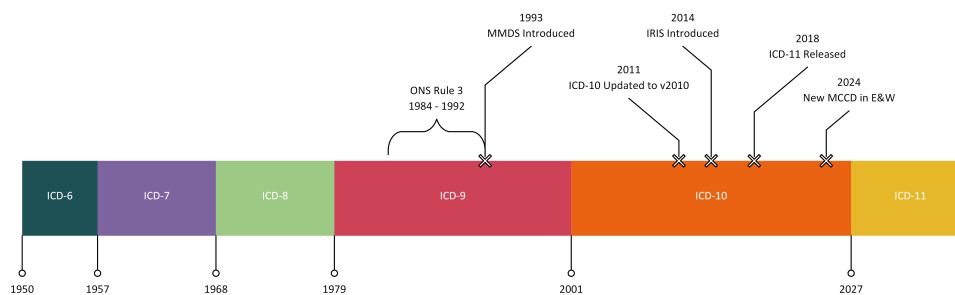 1993
MMDS Introduced
2014
IRIS Introduced
2018
ICD-11 Released
2011
ICD-10 Updated to v2010
2024
New MCCD in E&W
ONS Rule 3
1984 - 1992
ICD-6
ICD-7
ICD-8
ICD-9
ICD-10
ICD-11
1950
1957
1968
1979
2001
2027